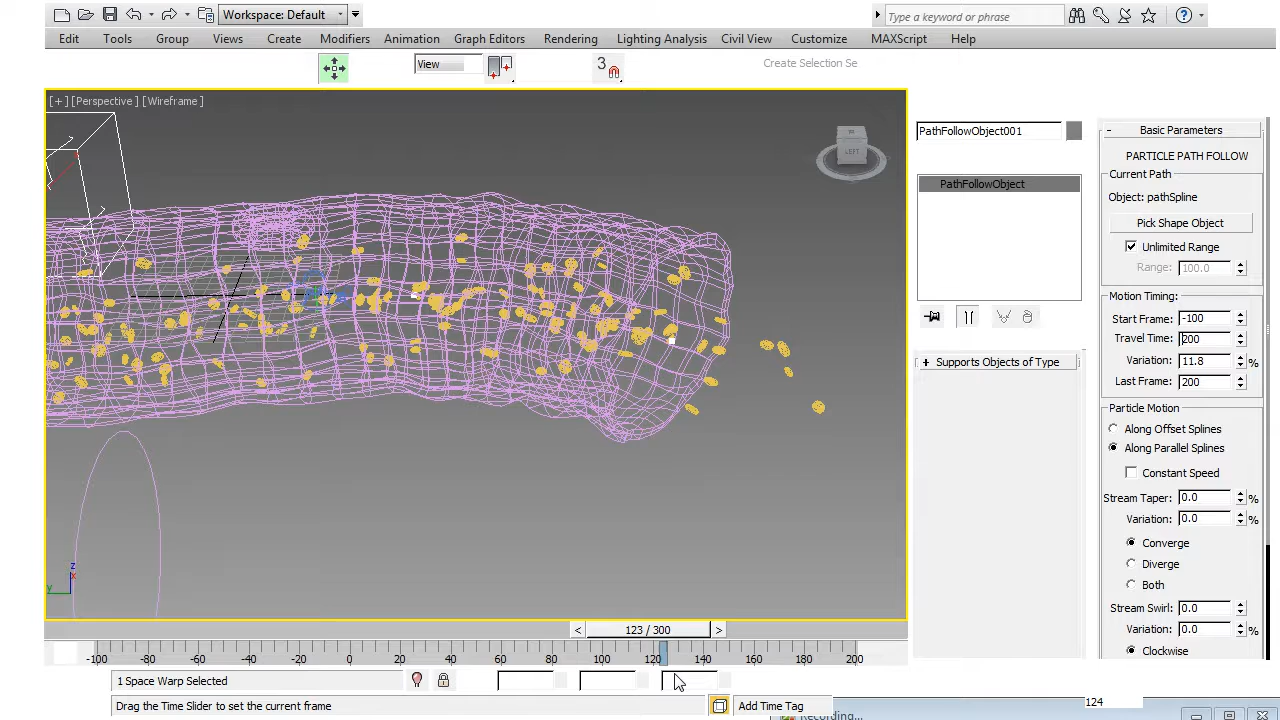 Workspace: Default
Type a keyword or phrase
Edit Tools Group Views Create Modifiers Animation Graph Editors Rendering Lighting Analysis Civil View Customize MAXScript Help
View
3
Create Selection Se
[+][Perspective][Wireframe]
LEFT
PathFollowObject001
PathFollowObject
+ Supports Objects of Type
- Basic Parameters
PARTICLE PATH FOLLOW
Current Path
Object: pathSpline
Pick Shape Object
Unlimited Range
Range: 100.0
Motion Timing:
Start Frame: -100
Travel Time: 200
Variation: 11.8 %
Last Frame: 200
Particle Motion
Along Offset Splines
Along Parallel Splines
Constant Speed
Stream Taper: 0.0 %
Variation: 0.0 %
Converge
Diverge
Both
Stream Swirl: 0.0
Variation: 0.0 %
Clockwise
z
x
y
< 123 / 300 >
-100 -80 -60 -40 -20 0 20 40 60 80 100 120 140 160 180 200
1 Space Warp Selected
Drag the Time Slider to set the current frame
Add Time Tag
124
Recording...